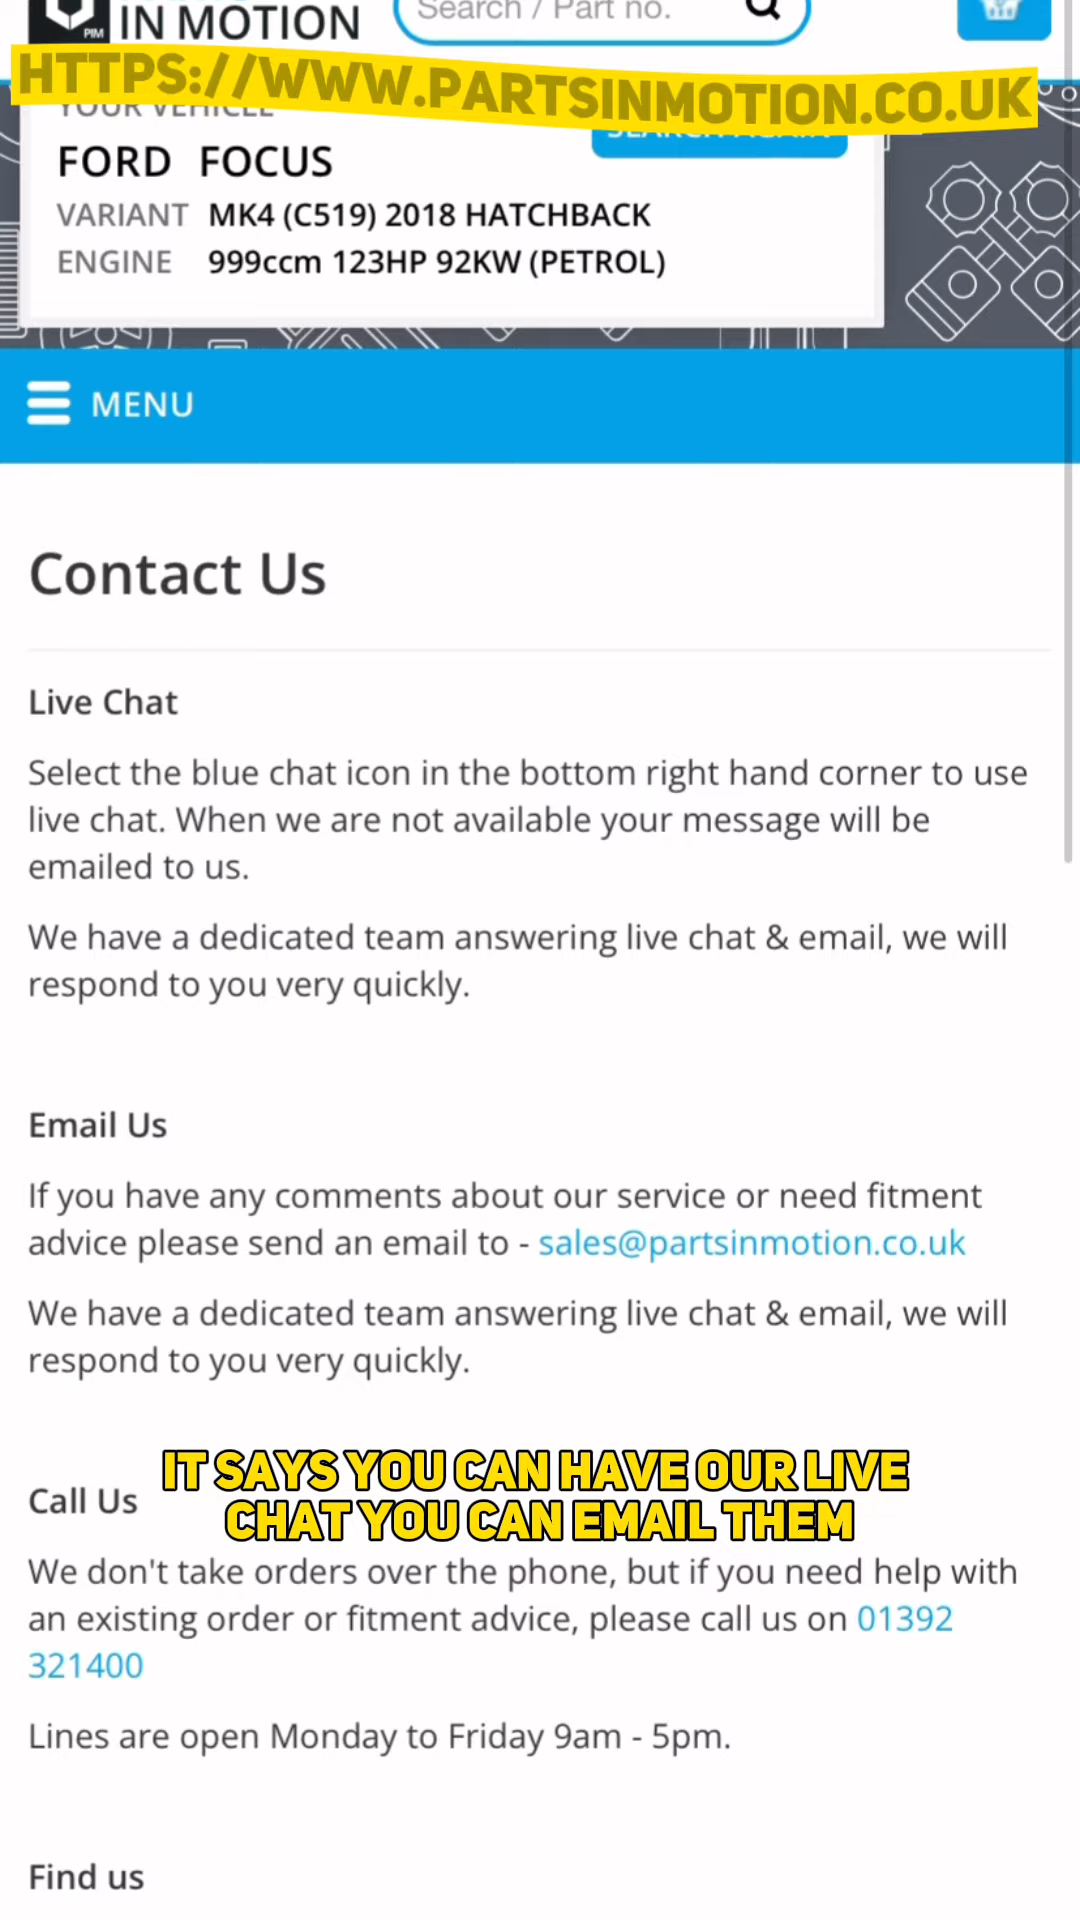 IN MOTION
PIM
Search / Part no.
HTTPS://WWW.PARTSINMOTION.CO.UK
YOUR VEHICLE
SEARCH AGAIN
FORD FOCUS
VARIANT MK4 (C519) 2018 HATCHBACK
ENGINE 999ccm 123HP 92KW (PETROL)
MENU
Contact Us
Live Chat
Select the blue chat icon in the bottom right hand corner to use
live chat. When we are not available your message will be
emailed to us.
We have a dedicated team answering live chat & email, we will
respond to you very quickly.
Email Us
If you have any comments about our service or need fitment
advice please send an email to - sales@partsinmotion.co.uk
We have a dedicated team answering live chat & email, we will
respond to you very quickly.
IT SAYS YOU CAN HAVE OUR LIVE
CHAT YOU CAN EMAIL THEM
Call Us
We don't take orders over the phone, but if you need help with
an existing order or fitment advice, please call us on 01392
321400
Lines are open Monday to Friday 9am - 5pm.
Find us